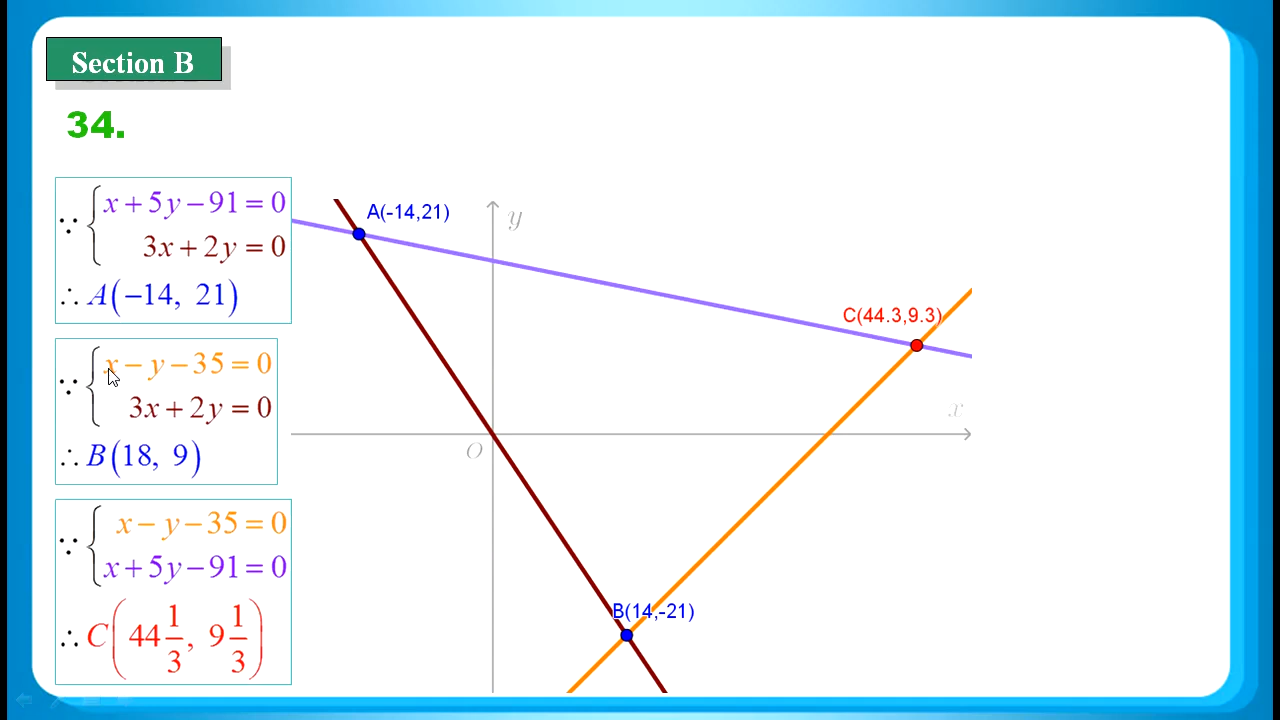 Section B
34.
∵ { x + 5y − 91 = 0
3x + 2y = 0
∴ A(−14, 21)
∵ { x − y − 35 = 0
3x + 2y = 0
∴ B(18, 9)
∵ { x − y − 35 = 0
x + 5y − 91 = 0
∴ C(44 1/3, 9 1/3)
A(-14,21)
y
C(44.3,9.3)
x
O
B(14,-21)